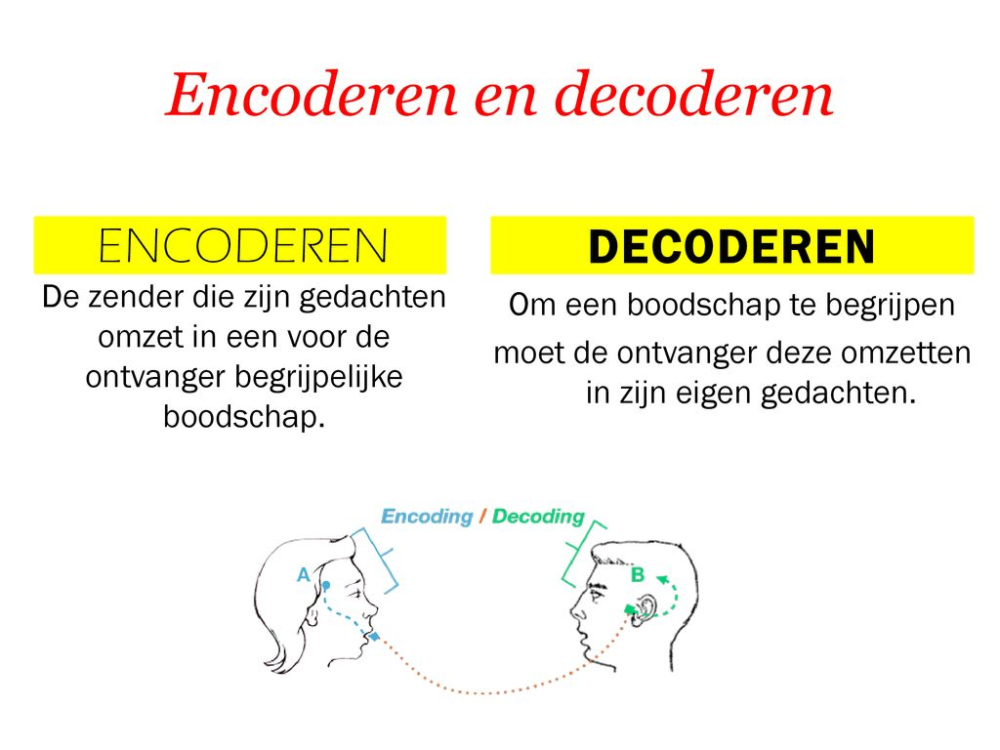 Encoderen en decoderen
ENCODEREN
De zender die zijn gedachten
omzet in een voor de
ontvanger begrijpelijke
boodschap.
DECODEREN
Om een boodschap te begrijpen
moet de ontvanger deze omzetten
in zijn eigen gedachten.
Encoding / Decoding
A
B